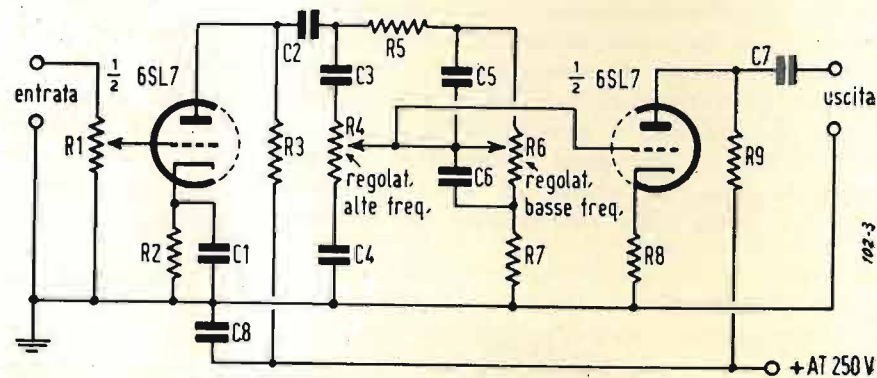 C2
R5
C7
1/2 6SL7
entrata
C3
C5
1/2 6SL7
uscita
R1
R3
R4
R6
R9
regolat.
alte freq.
C6
regolat.
basse freq.
R2
C1
C4
R7
R8
102-3
C8
+ AT 250 V